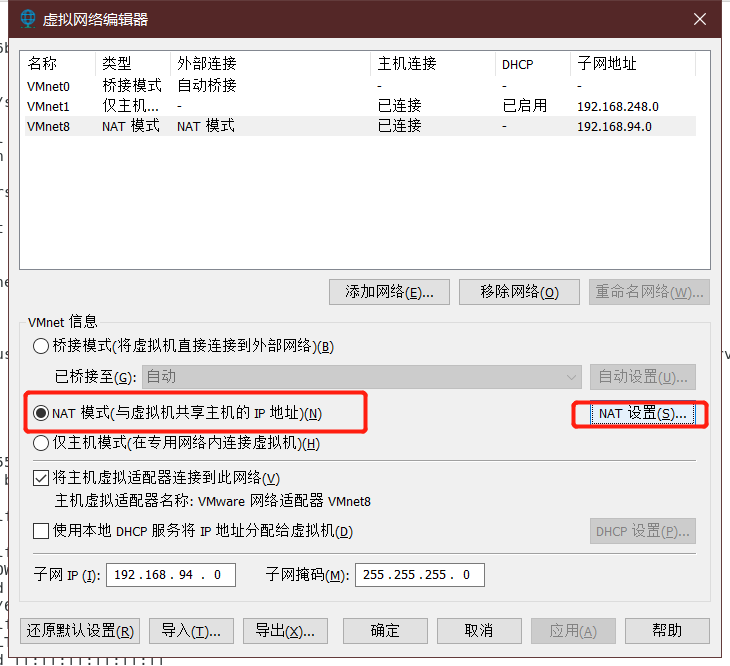 虚拟网络编辑器
名称 类型 外部连接 主机连接 DHCP 子网地址
VMnet0 桥接模式 自动桥接 - - -
VMnet1 仅主机... - 已连接 已启用 192.168.248.0
VMnet8 NAT 模式 NAT 模式 已连接 - 192.168.94.0
添加网络(E)... 移除网络(O) 重命名网络(W)...
VMnet 信息
桥接模式(将虚拟机直接连接到外部网络)(B)
已桥接至(G): 自动 自动设置(U)...
NAT 模式(与虚拟机共享主机的 IP 地址)(N) NAT 设置(S)...
仅主机模式(在专用网络内连接虚拟机)(H)
将主机虚拟适配器连接到此网络(V)
主机虚拟适配器名称: VMware 网络适配器 VMnet8
使用本地 DHCP 服务将 IP 地址分配给虚拟机(D) DHCP 设置(P)...
子网 IP (I): 192.168.94.0 子网掩码(M): 255.255.255.0
还原默认设置(R) 导入(T)... 导出(X)... 确定 取消 应用(A) 帮助